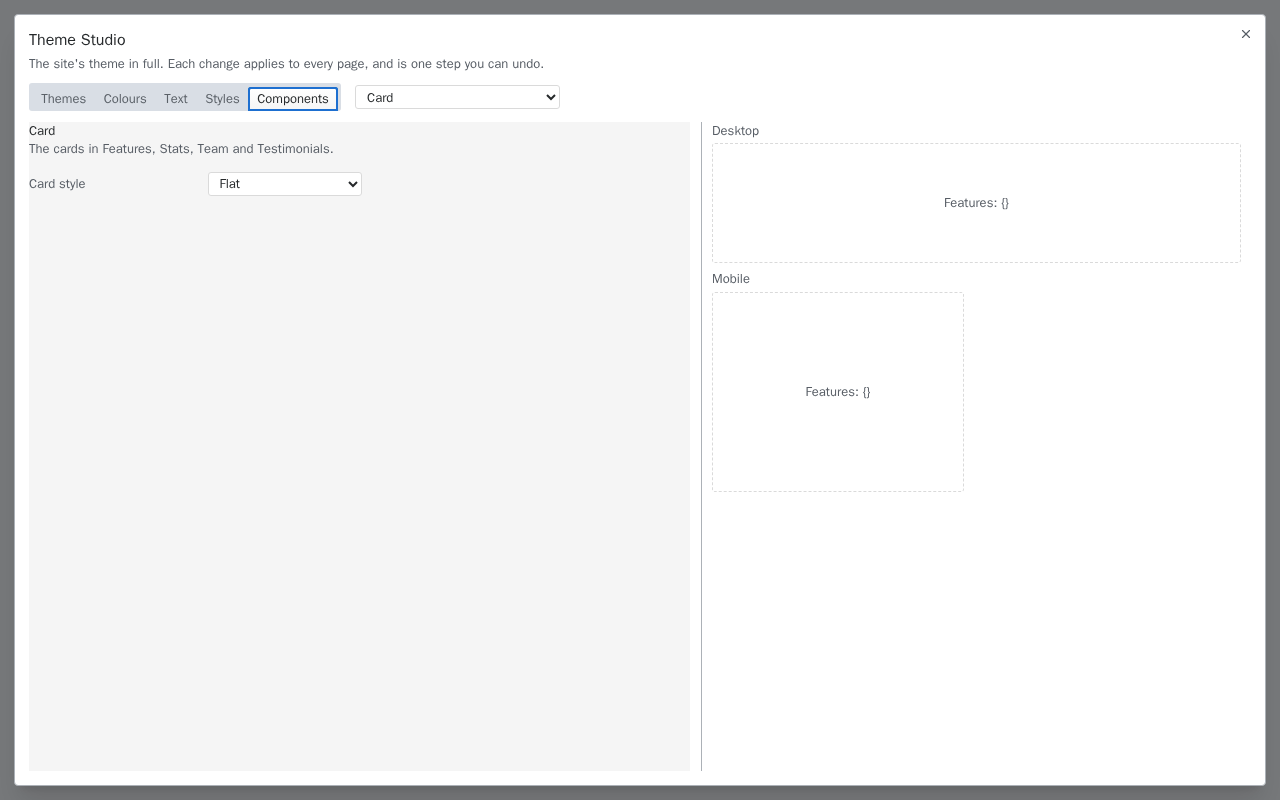 Theme Studio
×
The site's theme in full. Each change applies to every page, and is one step you can undo.
Themes Colours Text Styles Components Card
Card
The cards in Features, Stats, Team and Testimonials.
Card style Flat
Desktop
Features: {}
Mobile
Features: {}